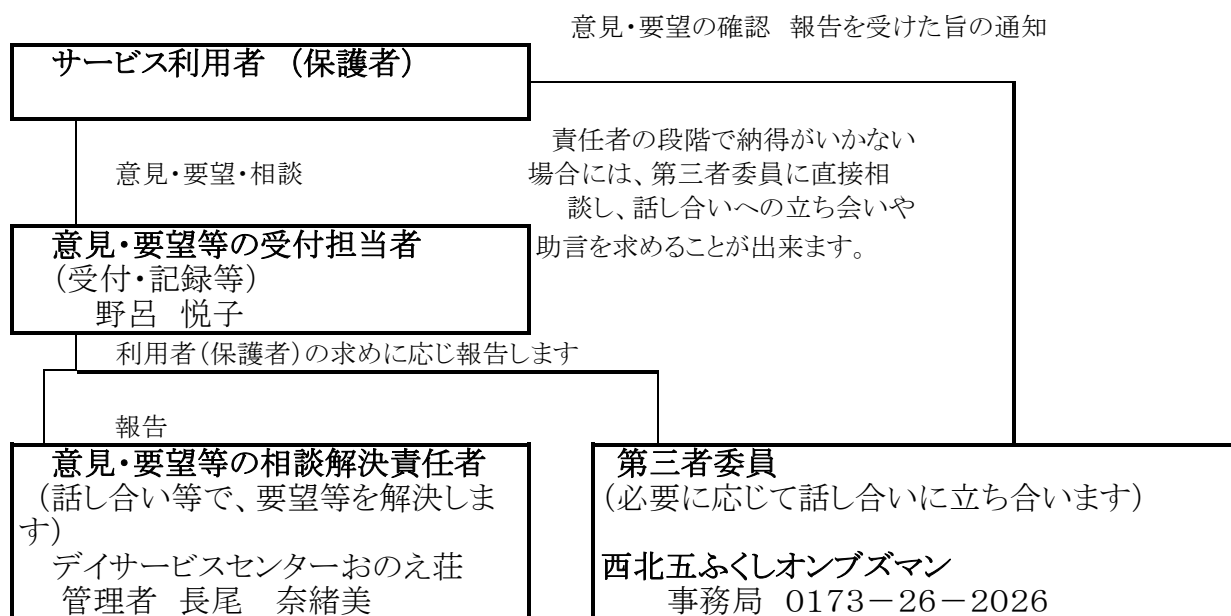 意見・要望の確認 報告を受けた旨の通知
サービス利用者 (保護者)
責任者の段階で納得がいかない
意見・要望・相談
場合には、第三者委員に直接相
談し、話し合いへの立ち会いや
意見・要望等の受付担当者
助言を求めることが出来ます。
(受付・記録等)
野呂 悦子
利用者(保護者)の求めに応じ報告します
報告
意見・要望等の相談解決責任者
(話し合い等で、要望等を解決しま
す)
デイサービスセンターおのえ荘
管理者 長尾 奈緒美
第三者委員
(必要に応じて話し合いに立ち合います)
西北五ふくしオンブズマン
事務局 0173-26-2026